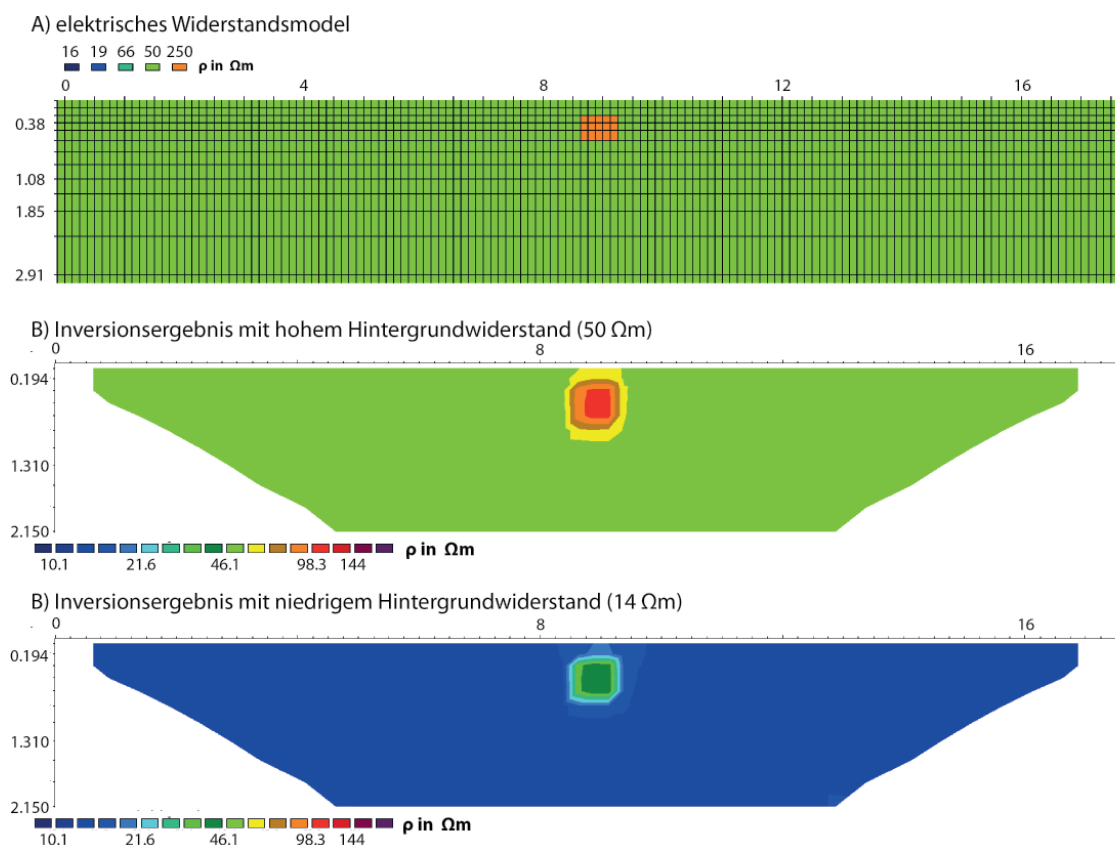 A) elektrisches Widerstandsmodel
16 19 66 50 250
ρ in Ωm
0 4 8 12 16
0.38
1.08
1.85
2.91
B) Inversionsergebnis mit hohem Hintergrundwiderstand (50 Ωm)
0 8 16
0.194
1.310
2.150
ρ in Ωm
10.1 21.6 46.1 98.3 144
B) Inversionsergebnis mit niedrigem Hintergrundwiderstand (14 Ωm)
0 8 16
0.194
1.310
2.150
ρ in Ωm
10.1 21.6 46.1 98.3 144